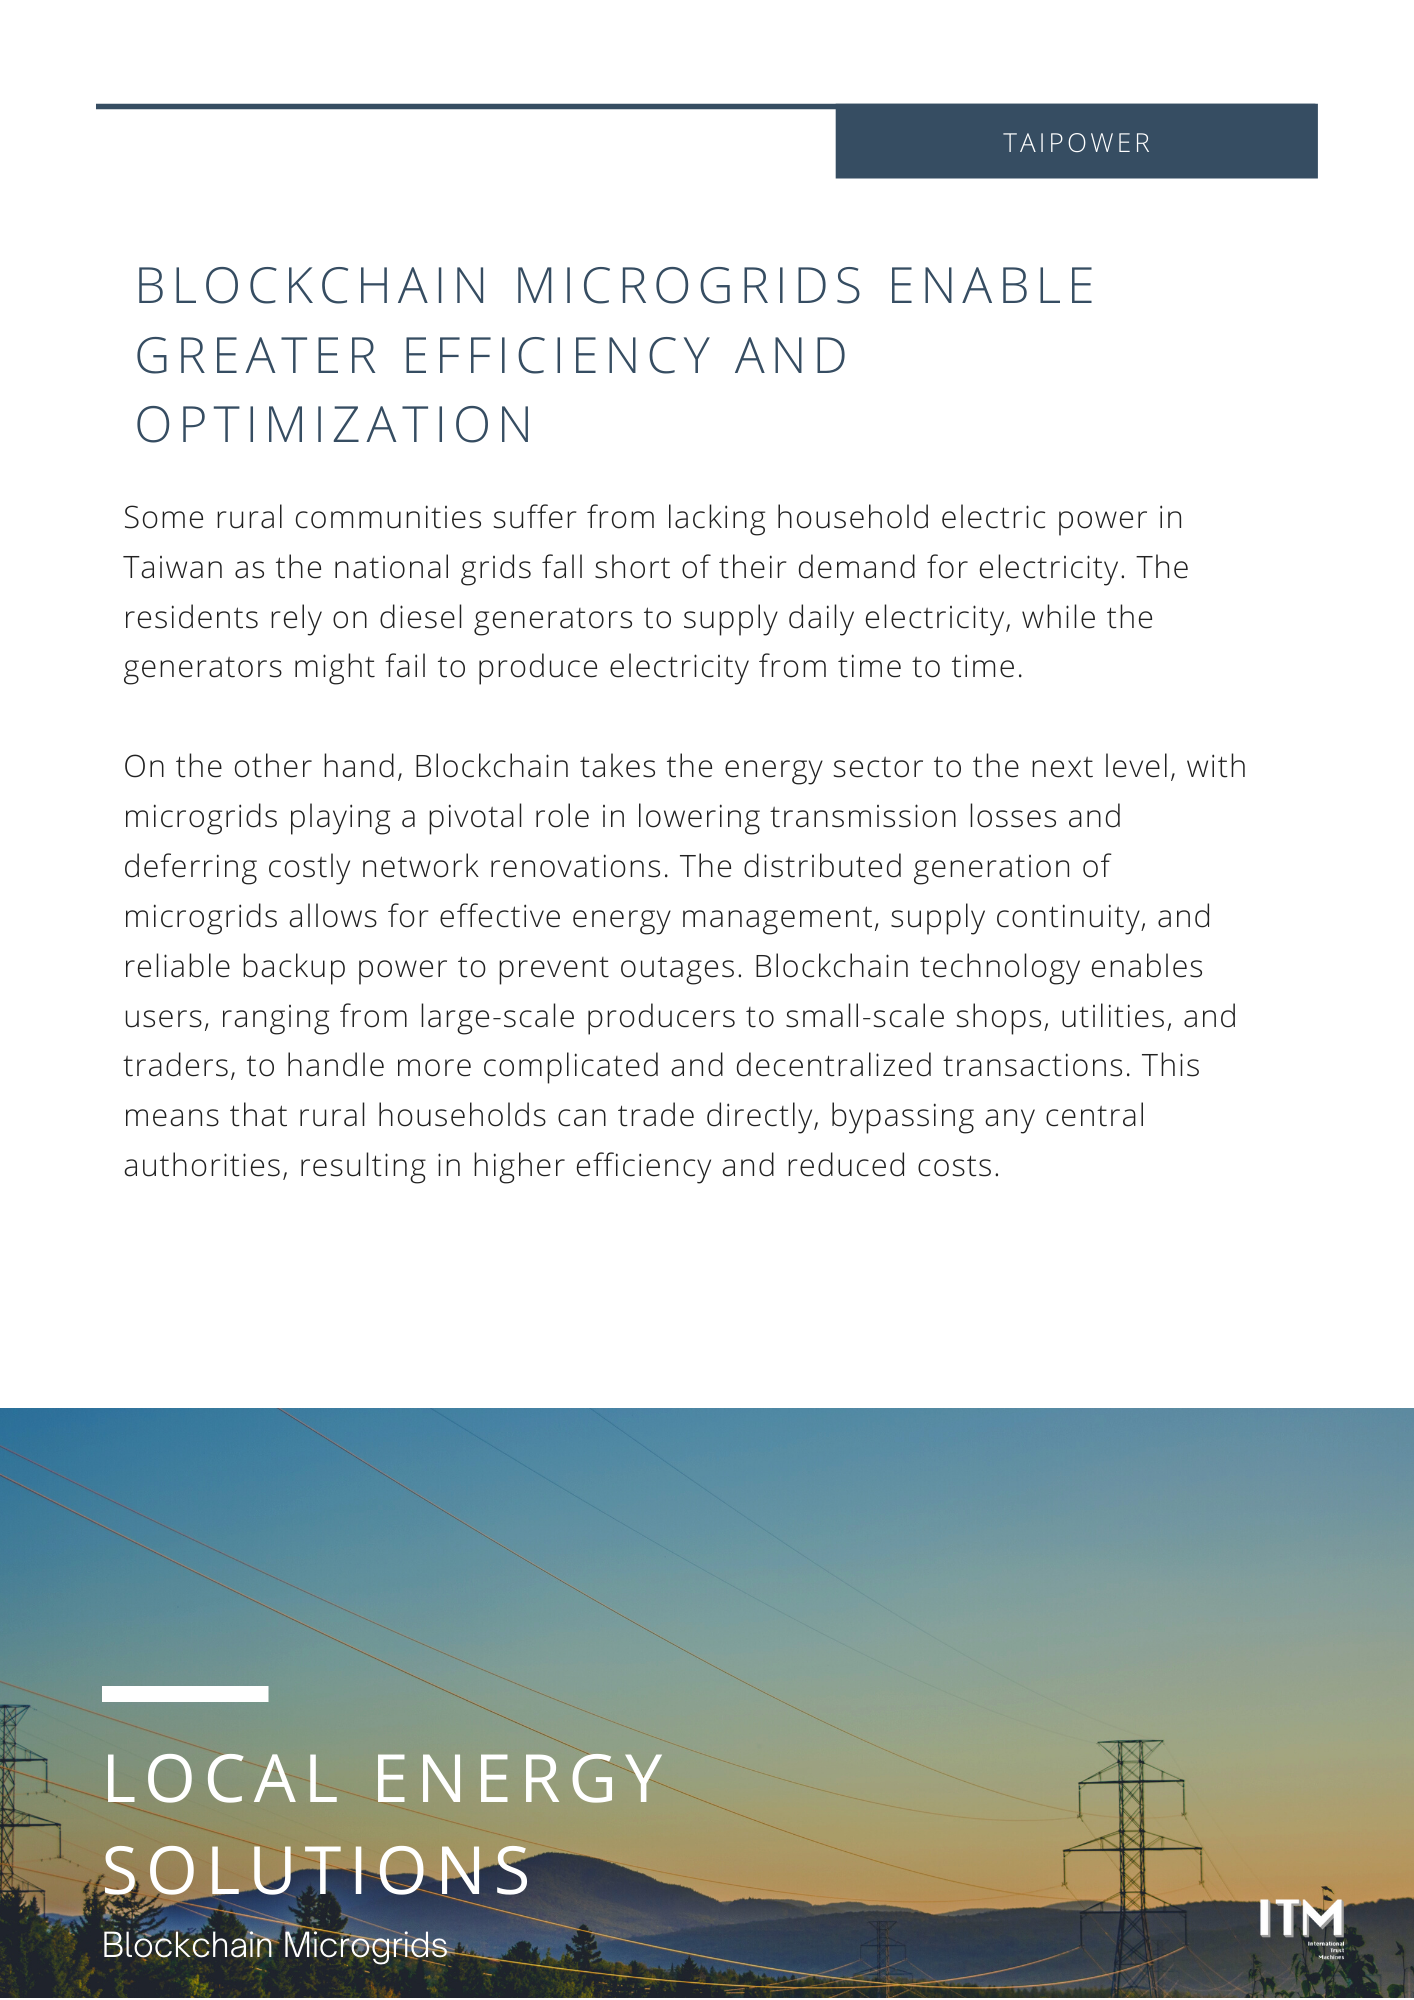 TAIPOWER
BLOCKCHAIN MICROGRIDS ENABLE
GREATER EFFICIENCY AND
OPTIMIZATION
Some rural communities suffer from lacking household electric power in
Taiwan as the national grids fall short of their demand for electricity. The
residents rely on diesel generators to supply daily electricity, while the
generators might fail to produce electricity from time to time.
On the other hand, Blockchain takes the energy sector to the next level, with
microgrids playing a pivotal role in lowering transmission losses and
deferring costly network renovations. The distributed generation of
microgrids allows for effective energy management, supply continuity, and
reliable backup power to prevent outages. Blockchain technology enables
users, ranging from large-scale producers to small-scale shops, utilities, and
traders, to handle more complicated and decentralized transactions. This
means that rural households can trade directly, bypassing any central
authorities, resulting in higher efficiency and reduced costs.
LOCAL ENERGY
SOLUTIONS
Blockchain Microgrids
ITM
International
Trust
Machines